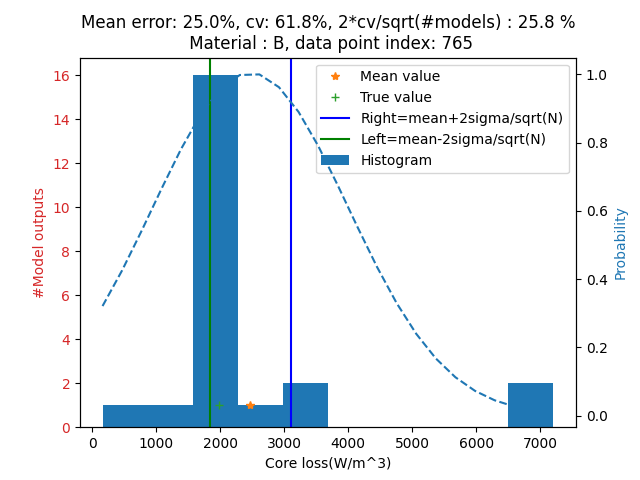 Mean error: 25.0%, cv: 61.8%, 2*cv/sqrt(#models) : 25.8 %
Material : B, data point index: 765
Mean value
True value
Right=mean+2sigma/sqrt(N)
Left=mean-2sigma/sqrt(N)
Histogram
#Model outputs
16
14
12
10
8
6
4
2
0
1.0
0.8
0.6
0.4
0.2
0.0
Probability
0 1000 2000 3000 4000 5000 6000 7000
Core loss(W/m^3)